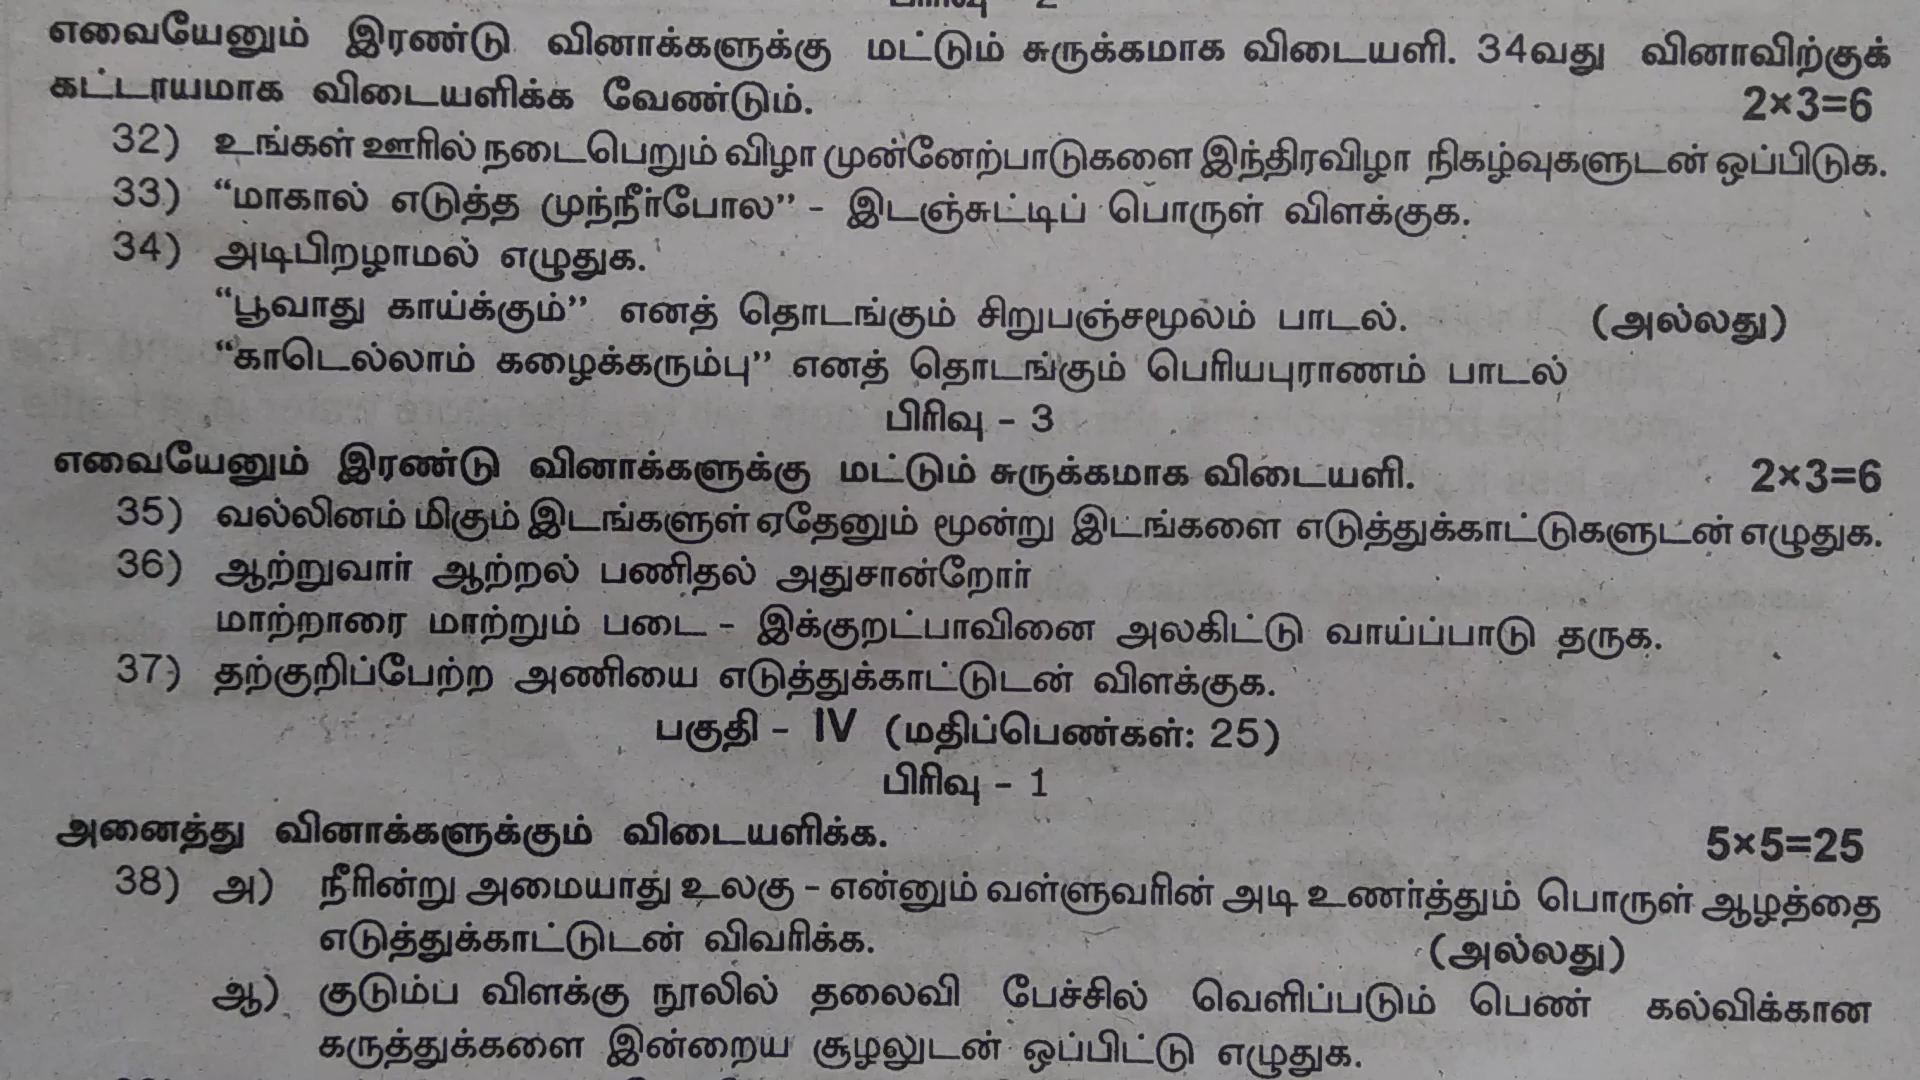 பிரிவு - 2
எவையேனும் இரண்டு வினாக்களுக்கு மட்டும் சுருக்கமாக விடையளி. 34வது வினாவிற்குக்
கட்டாயமாக விடையளிக்க வேண்டும். 2×3=6
32) உங்கள் ஊரில் நடைபெறும் விழா முன்னேற்பாடுகளை இந்திரவிழா நிகழ்வுகளுடன் ஒப்பிடுக.
33) “மாகால் எடுத்த முந்நீர்போல” - இடஞ்சுட்டிப் பொருள் விளக்குக.
34) அடிபிறழாமல் எழுதுக.
“பூவாது காய்க்கும்” எனத் தொடங்கும் சிறுபஞ்சமூலம் பாடல். (அல்லது)
“காடெல்லாம் கழைக்கரும்பு” எனத் தொடங்கும் பெரியபுராணம் பாடல்
பிரிவு - 3
எவையேனும் இரண்டு வினாக்களுக்கு மட்டும் சுருக்கமாக விடையளி. 2×3=6
35) வல்லினம் மிகும் இடங்களுள் ஏதேனும் மூன்று இடங்களை எடுத்துக்காட்டுகளுடன் எழுதுக.
36) ஆற்றுவார் ஆற்றல் பணிதல் அதுசான்றோர்
மாற்றாரை மாற்றும் படை - இக்குறட்பாவினை அலகிட்டு வாய்ப்பாடு தருக.
37) தற்குறிப்பேற்ற அணியை எடுத்துக்காட்டுடன் விளக்குக.
பகுதி - IV (மதிப்பெண்கள்: 25)
பிரிவு - 1
அனைத்து வினாக்களுக்கும் விடையளிக்க. 5×5=25
38) அ) நீரின்று அமையாது உலகு - என்னும் வள்ளுவரின் அடி உணர்த்தும் பொருள் ஆழத்தை
எடுத்துக்காட்டுடன் விவரிக்க. (அல்லது)
ஆ) குடும்ப விளக்கு நூலில் தலைவி பேச்சில் வெளிப்படும் பெண் கல்விக்கான
கருத்துக்களை இன்றைய சூழலுடன் ஒப்பிட்டு எழுதுக.